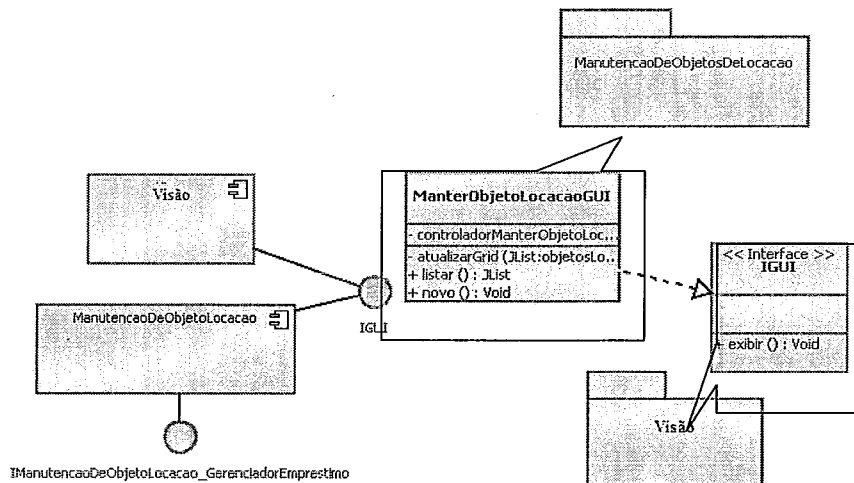 ManutencaoDeObjetosDeLocacao
Visão
ManterObjetoLocacaoGUI
- controladorManterObjetoLoc...
- atualizarGrid (JList:objetosLo...
+ listar () : JList
+ novo () : Void
<< Interface >>
IGUI
+ exibir () : Void
ManutencaoDeObjetoLocacao
IGUI
Visão
IManutencaoDeObjetoLocacao_GerenciadorEmprestimo